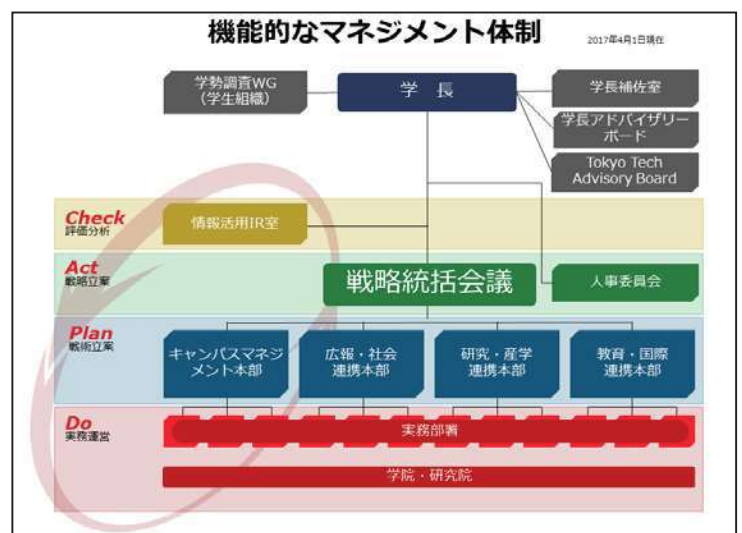 機能的なマネジメント体制
2017年4月1日現在
学勢調査WG
（学生組織）
学　長
学長補佐室
学長アドバイザリー
ボード
Tokyo Tech
Advisory Board
Check
評価分析
情報活用IR室
Act
戦略立案
戦略統括会議
人事委員会
Plan
戦術立案
キャンパスマネジ
メント本部
広報・社会
連携本部
研究・産学
連携本部
教育・国際
連携本部
Do
実務運営
実務部署
学院・研究院